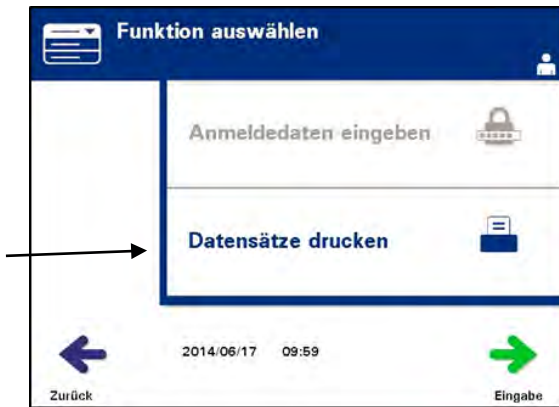 Funktion auswählen
Anmeldedaten eingeben
Datensätze drucken
2014/06/17 09:59
Zurück
Eingabe